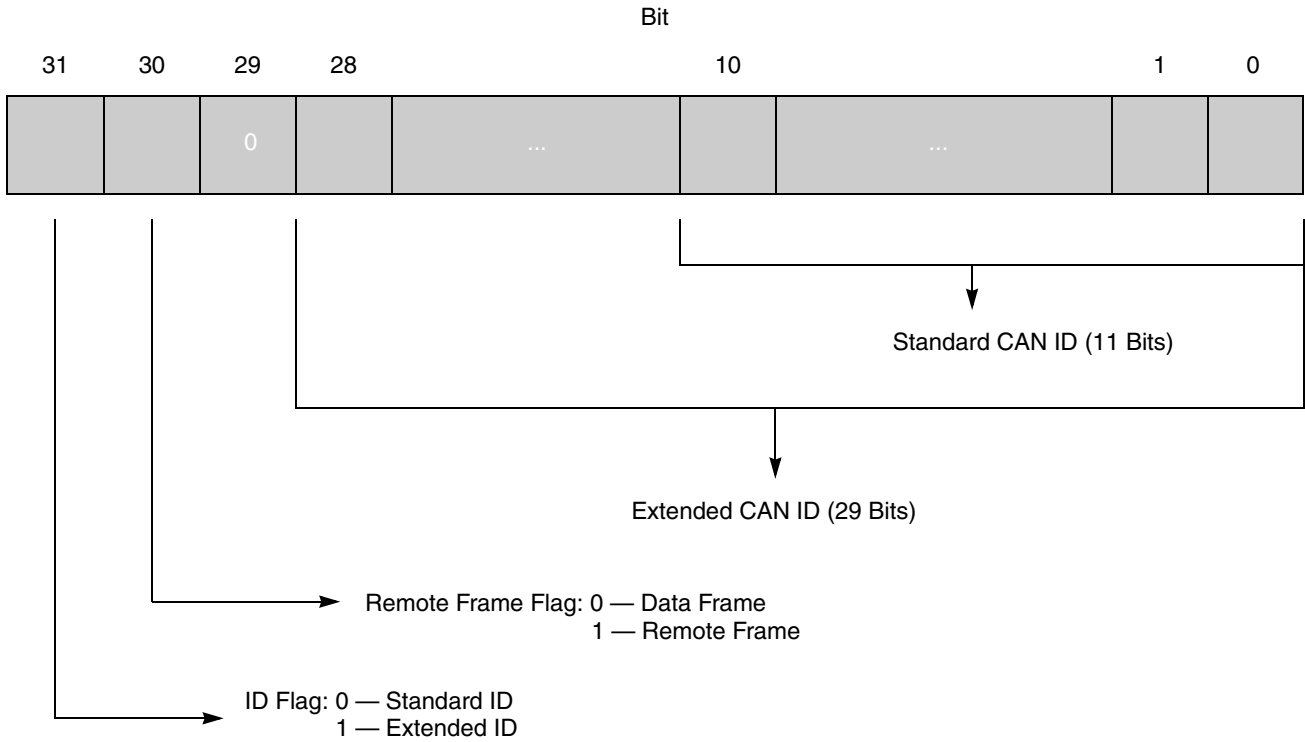 Bit
31 30 29 28 10 1 0
0 ... ...
Standard CAN ID (11 Bits)
Extended CAN ID (29 Bits)
Remote Frame Flag: 0 — Data Frame
1 — Remote Frame
ID Flag: 0 — Standard ID
1 — Extended ID